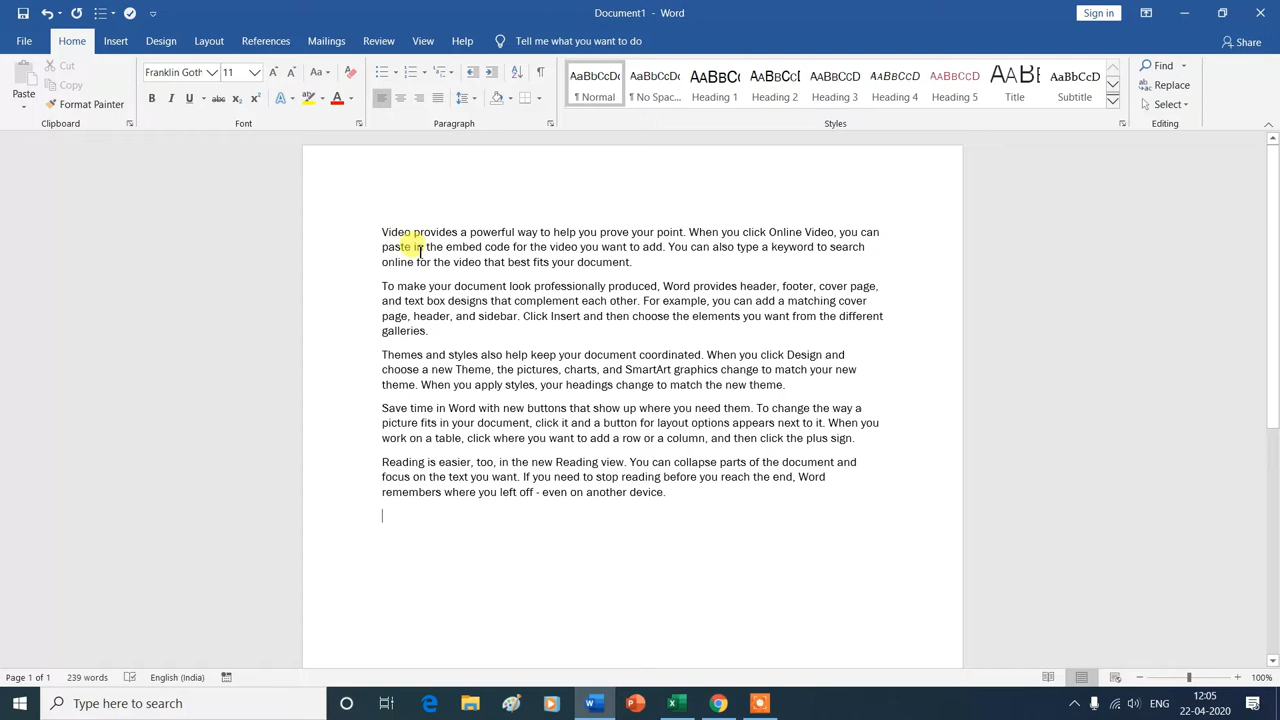 Document1 - Word
Sign in
File Home Insert Design Layout References Mailings Review View Help Tell me what you want to do Share
Paste
Cut
Copy
Format Painter
Clipboard
Franklin Goth 11
Font
Paragraph
AaBbCcDc AaBbCcDc AaBbCc AaBbCcI AaBbCcD AaBbCcD AaBbCcD AaBb AaBbCcD
¶ Normal ¶ No Spac... Heading 1 Heading 2 Heading 3 Heading 4 Heading 5 Title Subtitle
Styles
Find
Replace
Select
Editing
Video provides a powerful way to help you prove your point. When you click Online Video, you can
paste in the embed code for the video you want to add. You can also type a keyword to search
online for the video that best fits your document.
To make your document look professionally produced, Word provides header, footer, cover page,
and text box designs that complement each other. For example, you can add a matching cover
page, header, and sidebar. Click Insert and then choose the elements you want from the different
galleries.
Themes and styles also help keep your document coordinated. When you click Design and
choose a new Theme, the pictures, charts, and SmartArt graphics change to match your new
theme. When you apply styles, your headings change to match the new theme.
Save time in Word with new buttons that show up where you need them. To change the way a
picture fits in your document, click it and a button for layout options appears next to it. When you
work on a table, click where you want to add a row or a column, and then click the plus sign.
Reading is easier, too, in the new Reading view. You can collapse parts of the document and
focus on the text you want. If you need to stop reading before you reach the end, Word
remembers where you left off - even on another device.
Page 1 of 1 239 words English (India) 100%
Type here to search
ENG
12:05
22-04-2020